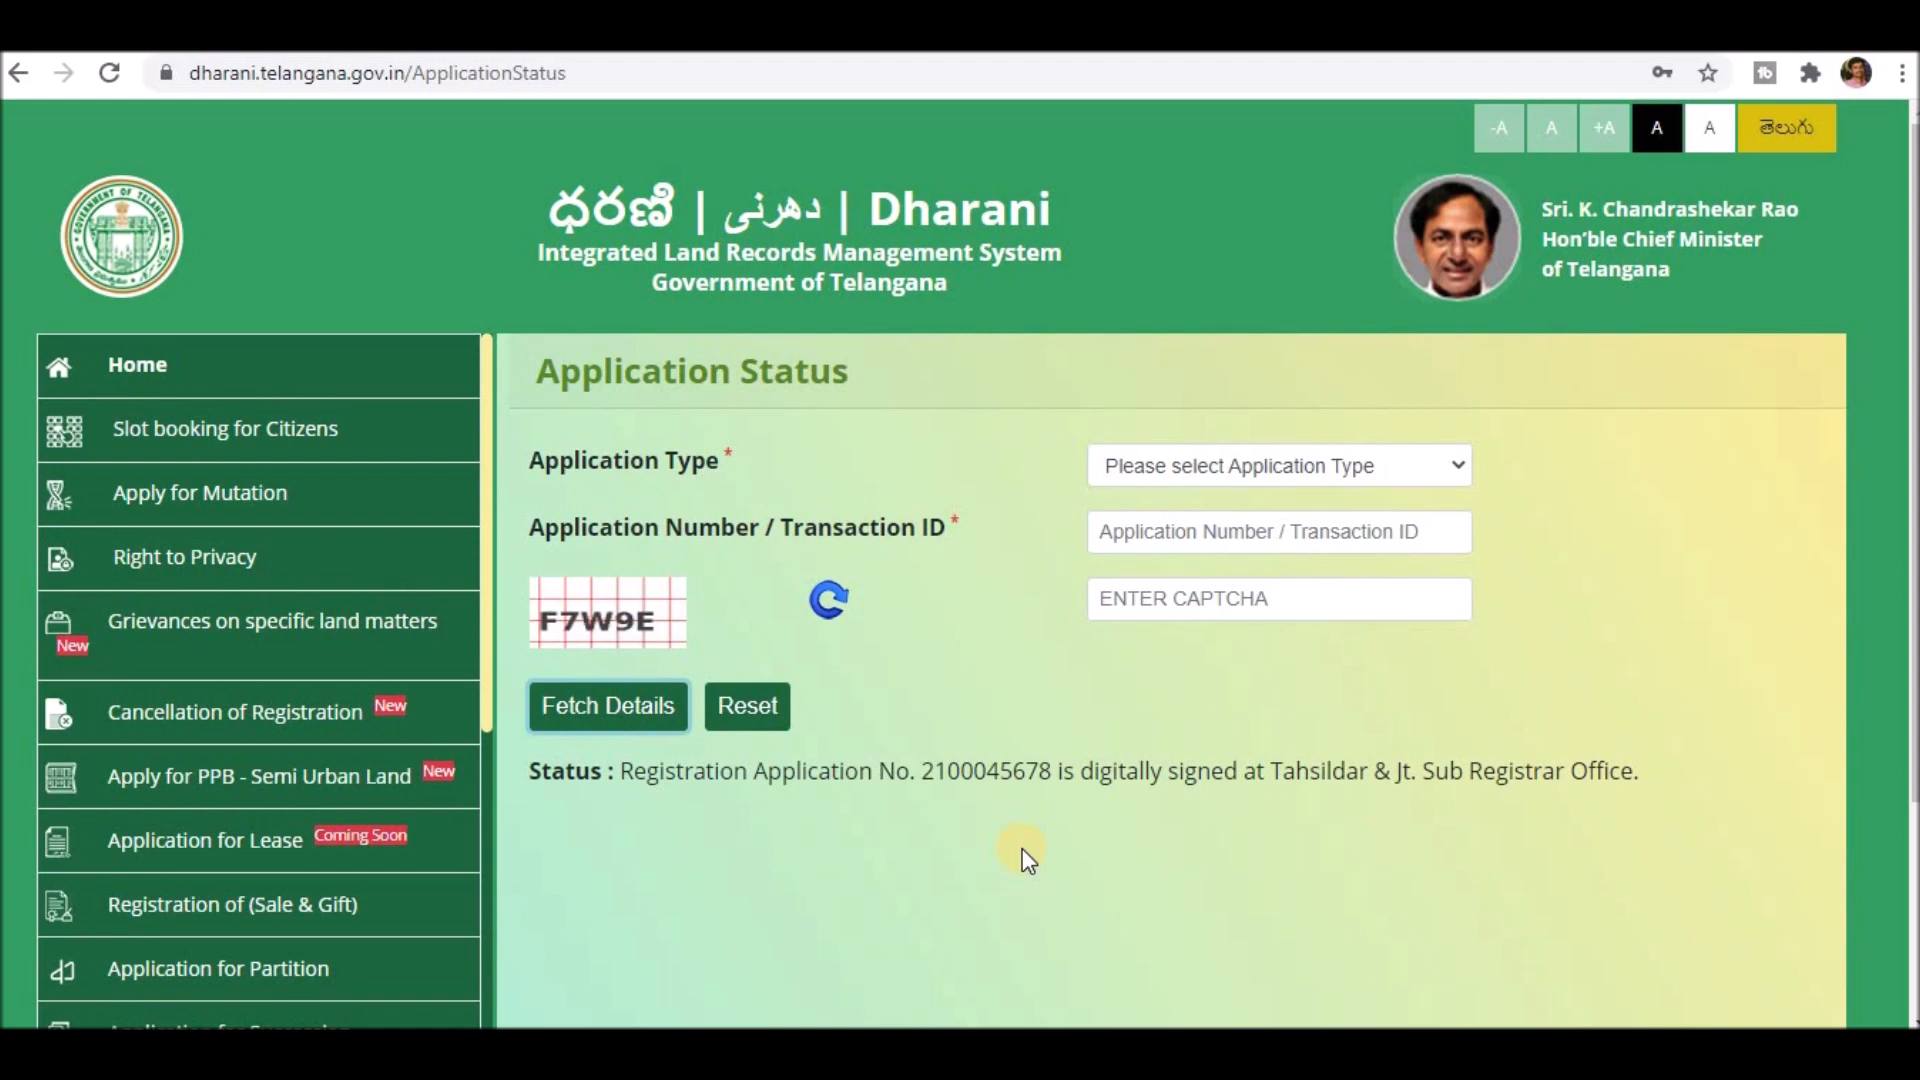 dharani.telangana.gov.in/ApplicationStatus
-A A +A A A తెలుగు
GOVERNMENT OF TELANGANA
ధరణి | دھرنی | Dharani
Integrated Land Records Management System
Government of Telangana
Sri. K. Chandrashekar Rao
Hon'ble Chief Minister
of Telangana
Home
Slot booking for Citizens
Apply for Mutation
Right to Privacy
Grievances on specific land matters
New
Cancellation of Registration New
Apply for PPB - Semi Urban Land New
Application for Lease Coming Soon
Registration of (Sale & Gift)
Application for Partition
Application Status
Application Type * Please select Application Type
Application Number / Transaction ID * Application Number / Transaction ID
F7W9E ENTER CAPTCHA
Fetch Details Reset
Status : Registration Application No. 2100045678 is digitally signed at Tahsildar & Jt. Sub Registrar Office.